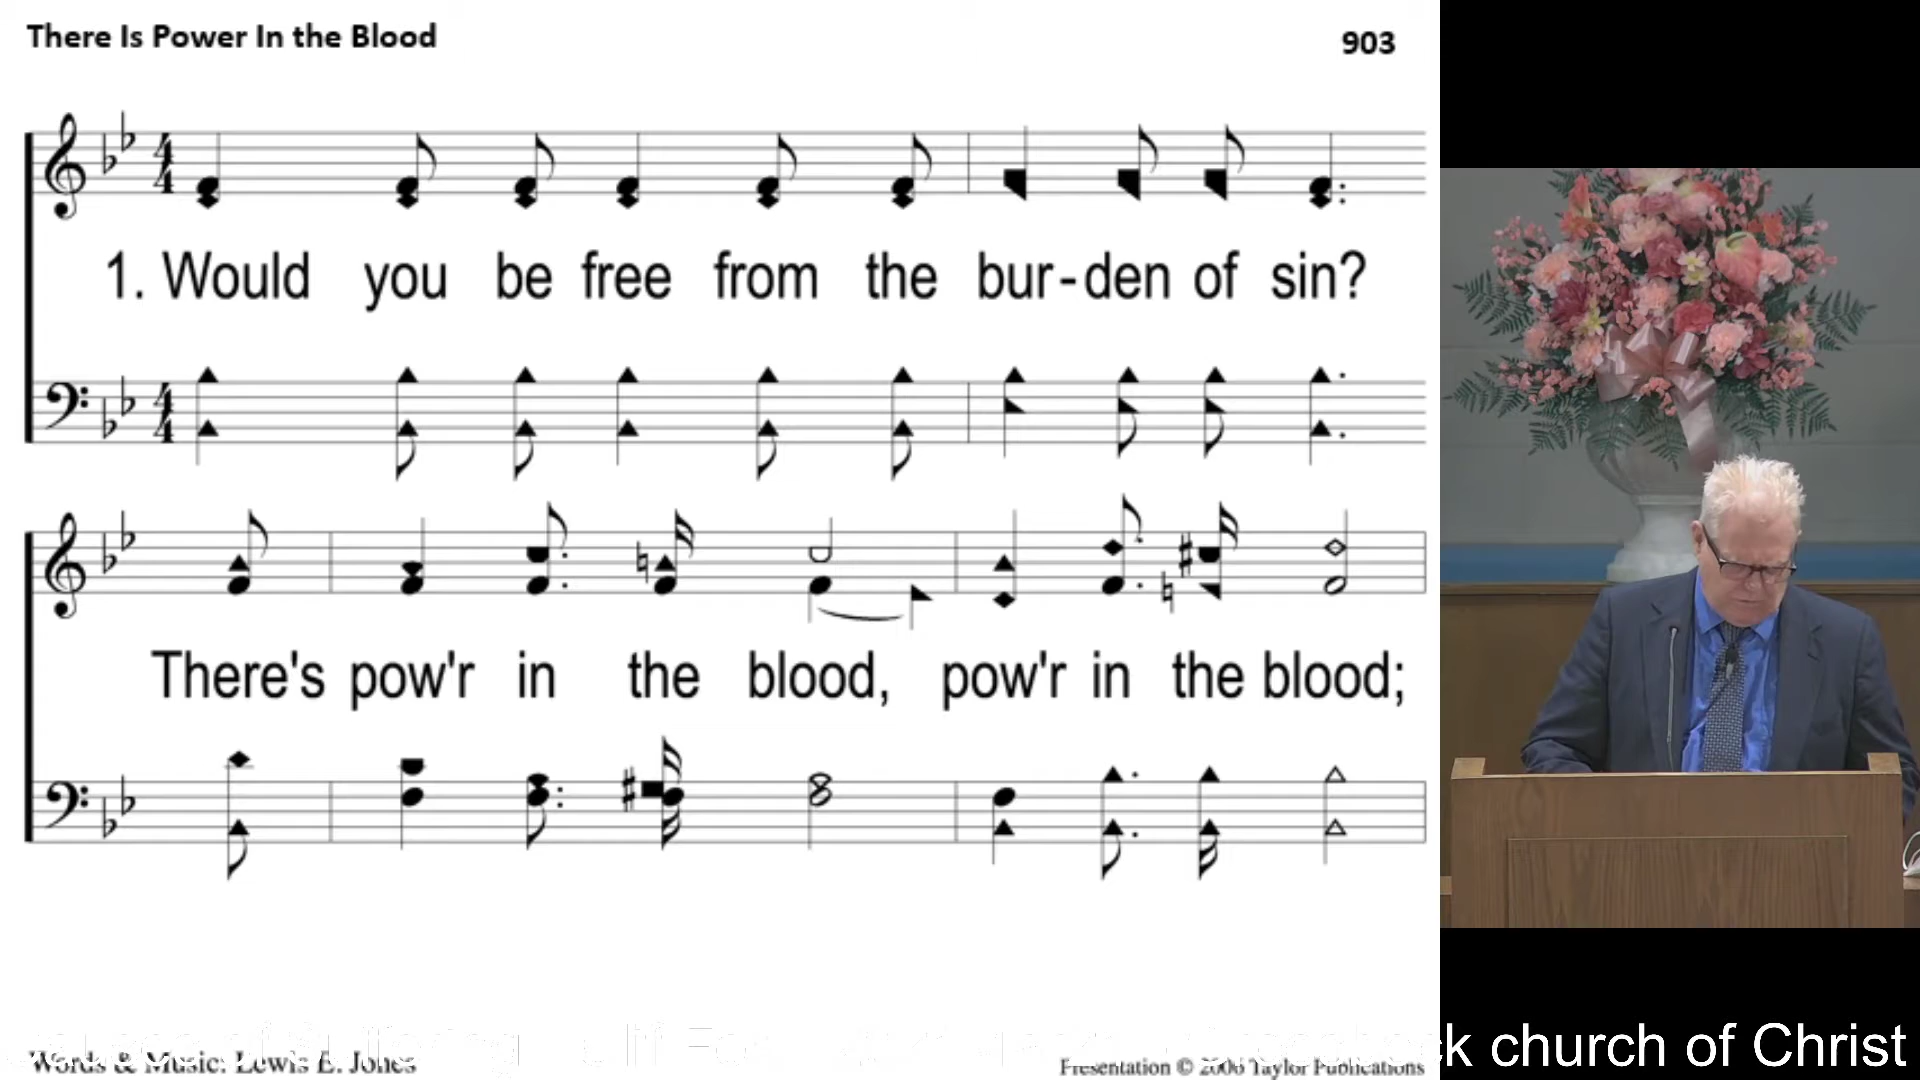 There Is Power In the Blood
903
1. Would you be free from the bur-den of sin?
There's pow'r in the blood, pow'r in the blood;
Words & Music: Lewis E. Jones
Presentation © 2006 Taylor Publications
church of Christ